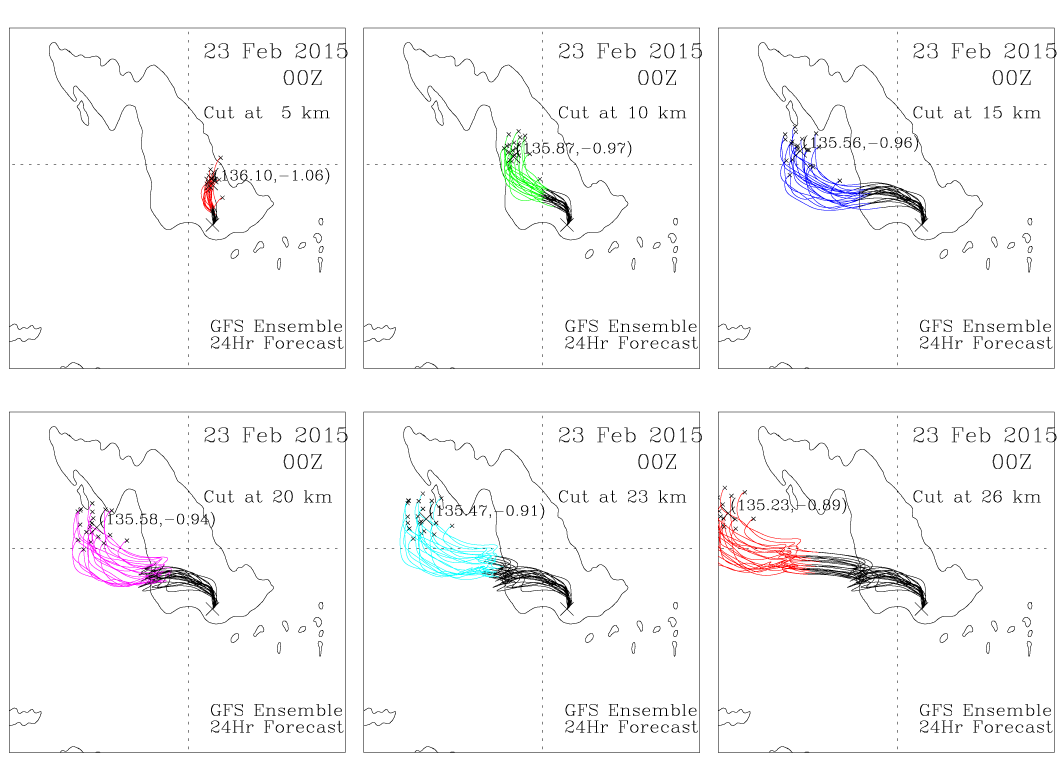 23 Feb 2015
00Z
Cut at  5 km
(136.10,−1.06)
GFS Ensemble
24Hr Forecast
23 Feb 2015
00Z
Cut at 10 km
(135.87,−0.97)
GFS Ensemble
24Hr Forecast
23 Feb 2015
00Z
Cut at 15 km
(135.56,−0.96)
GFS Ensemble
24Hr Forecast
23 Feb 2015
00Z
Cut at 20 km
(135.58,−0.94)
GFS Ensemble
24Hr Forecast
23 Feb 2015
00Z
Cut at 23 km
(135.47,−0.91)
GFS Ensemble
24Hr Forecast
23 Feb 2015
00Z
Cut at 26 km
(135.23,−0.89)
GFS Ensemble
24Hr Forecast